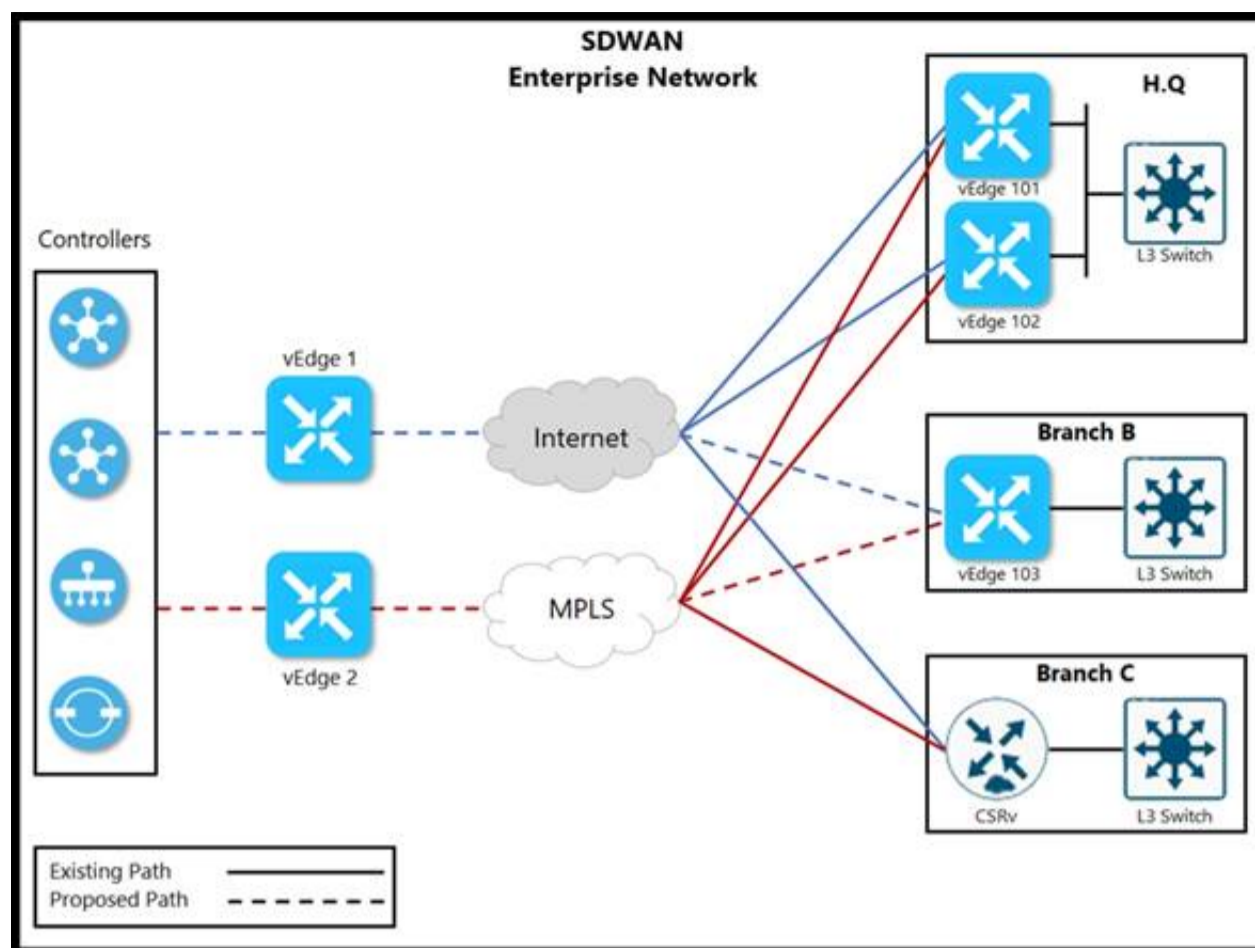 SDWAN
Enterprise Network
H.Q
vEdge 101
L3 Switch
vEdge 102
Controllers
vEdge 1
Internet
Branch B
vEdge 103
L3 Switch
MPLS
vEdge 2
Branch C
CSRv
L3 Switch
Existing Path
Proposed Path